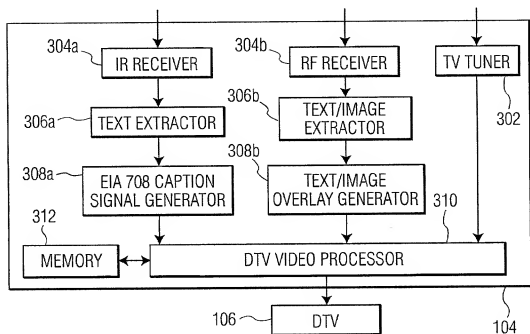 304a
IR RECEIVER
304b
RF RECEIVER
TV TUNER
302
306a
TEXT EXTRACTOR
306b
TEXT/IMAGE
EXTRACTOR
308a
EIA 708 CAPTION
SIGNAL GENERATOR
308b
TEXT/IMAGE
OVERLAY GENERATOR
310
312
MEMORY
DTV VIDEO PROCESSOR
106
DTV
104